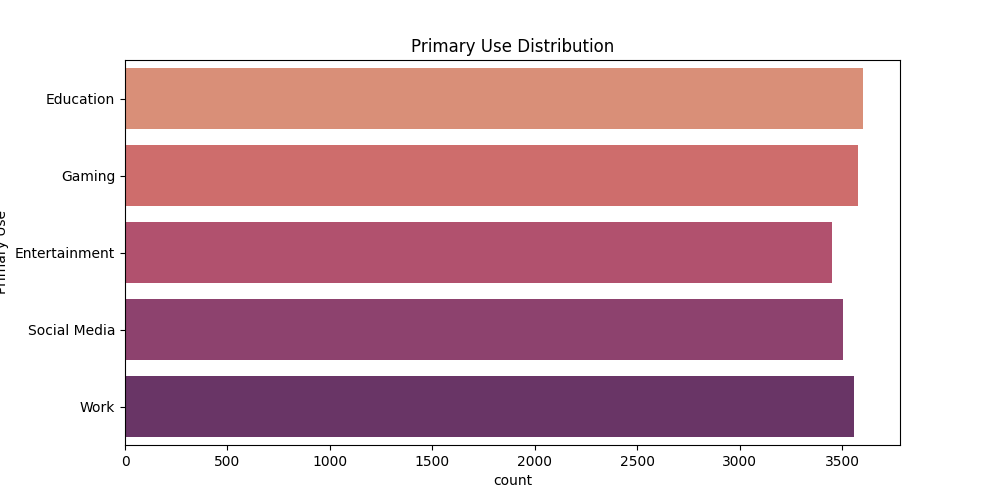 Primary Use Distribution
Primary Use
Education
Gaming
Entertainment
Social Media
Work
0 500 1000 1500 2000 2500 3000 3500
count